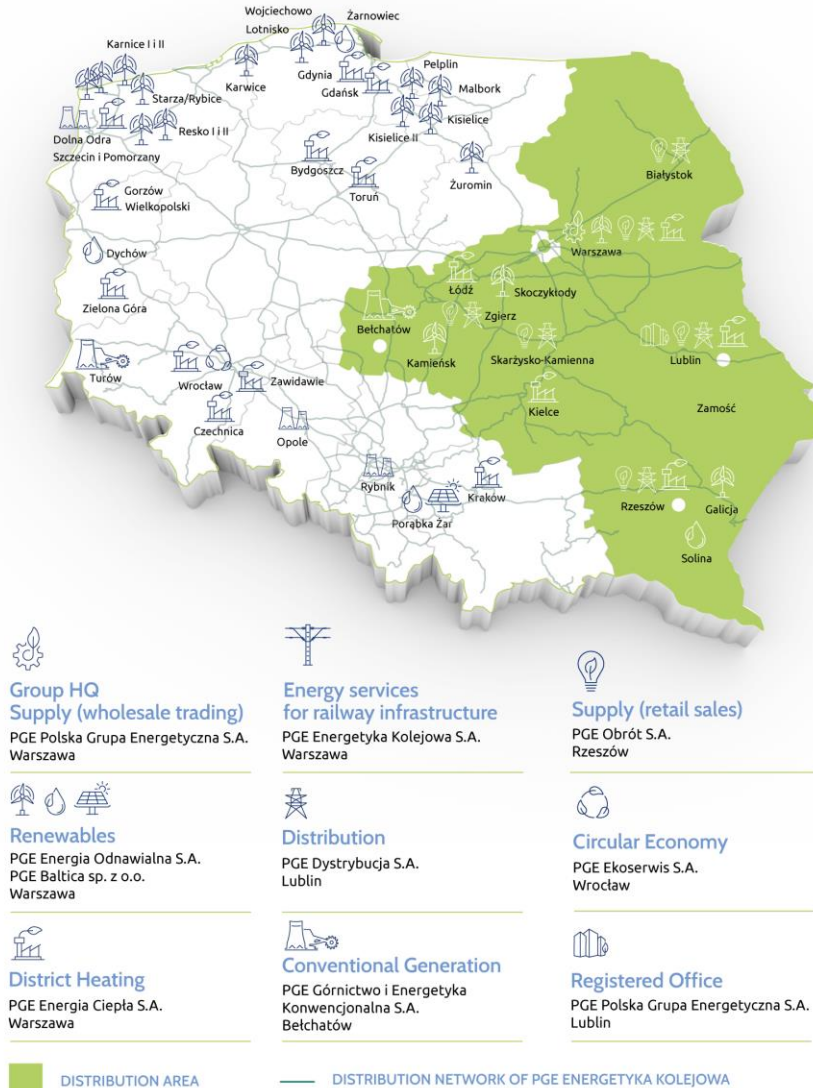 Wojciechowo
Żarnowiec
Lotnisko
Karnice I i II
Pelplin
Gdynia
Karwice
Gdańsk
Malbork
Starza/Rybice
Kisielice
Resko I i II
Dolna Odra
Kisielice II
Szczecin i Pomorzany
Bydgoszcz
Białystok
Żuromin
Toruń
Gorzów
Wielkopolski
Warszawa
Dychów
Łódź
Skoczykłody
Zielona Góra
Zgierz
Bełchatów
Kamieńsk
Skarżysko-Kamienna
Lublin
Turów
Wrocław
Zawidawie
Zamość
Kielce
Czechnica
Opole
Rybnik
Kraków
Rzeszów
Galicja
Porąbka Żar
Solina
Group HQ
Supply (wholesale trading)
PGE Polska Grupa Energetyczna S.A.
Warszawa
Energy services
for railway infrastructure
PGE Energetyka Kolejowa S.A.
Warszawa
Supply (retail sales)
PGE Obrót S.A.
Rzeszów
Renewables
PGE Energia Odnawialna S.A.
PGE Baltica sp. z o.o.
Warszawa
Distribution
PGE Dystrybucja S.A.
Lublin
Circular Economy
PGE Ekoserwis S.A.
Wrocław
District Heating
PGE Energia Ciepła S.A.
Warszawa
Conventional Generation
PGE Górnictwo i Energetyka
Konwencjonalna S.A.
Bełchatów
Registered Office
PGE Polska Grupa Energetyczna S.A.
Lublin
DISTRIBUTION AREA
DISTRIBUTION NETWORK OF PGE ENERGETYKA KOLEJOWA